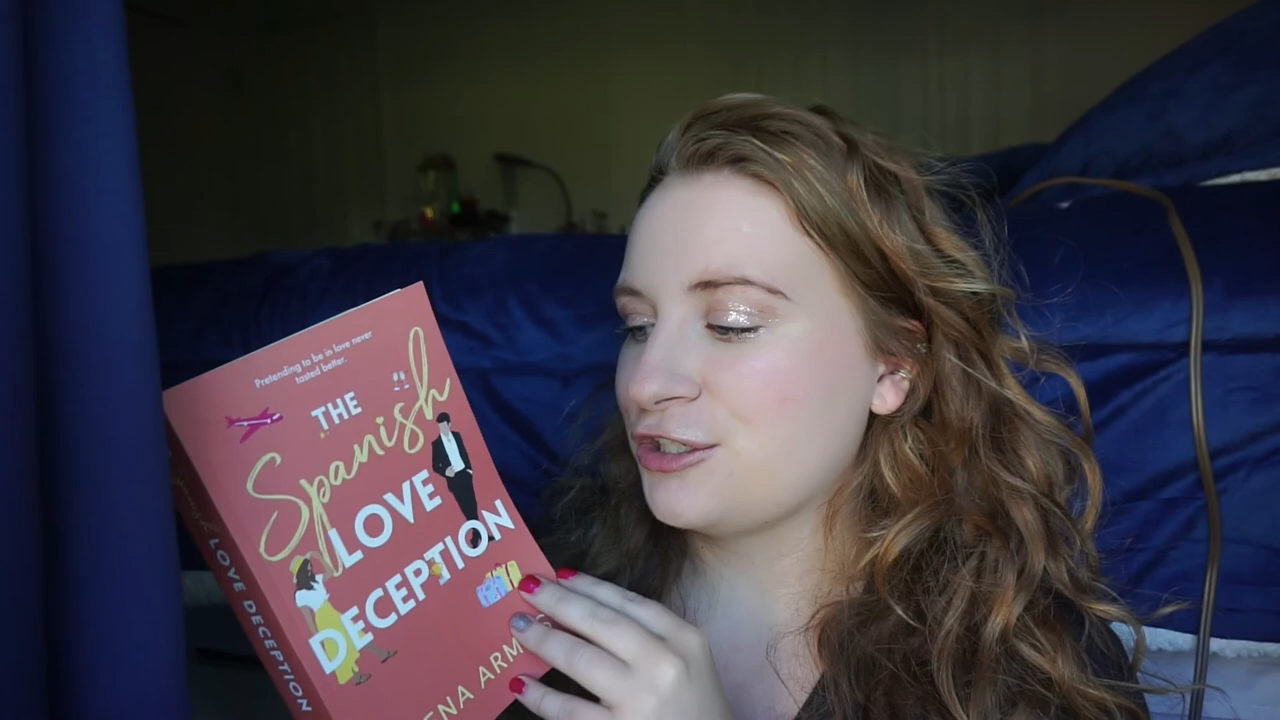 Pretending to be in love never
tasted better.
THE
Spanish
LOVE
DECEPTION
LOVE DECEPTION